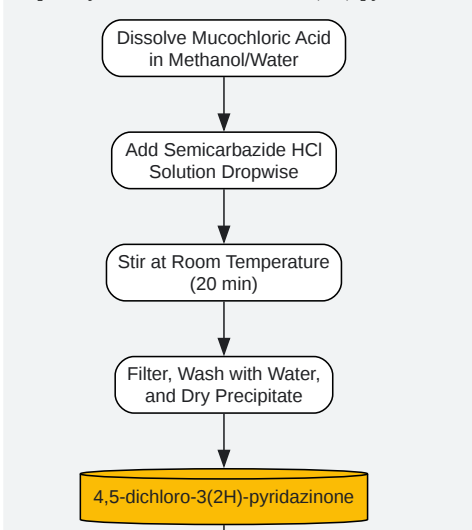 Dissolve Mucochloric Acid
in Methanol/Water
Add Semicarbazide HCl
Solution Dropwise
Stir at Room Temperature
(20 min)
Filter, Wash with Water,
and Dry Precipitate
4,5-dichloro-3(2H)-pyridazinone